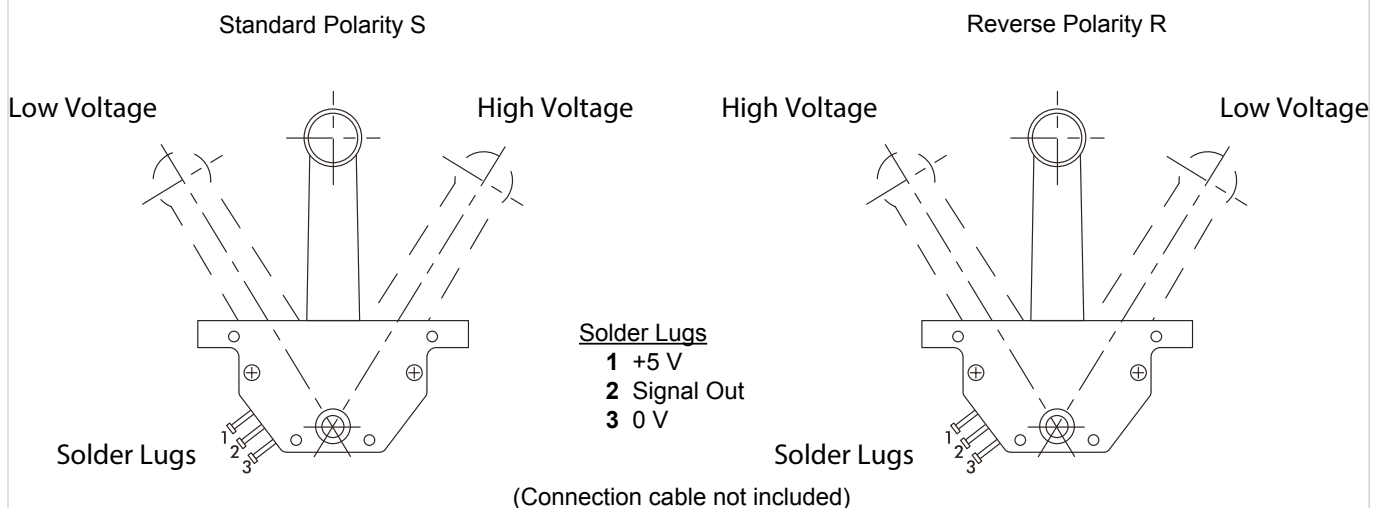 Standard Polarity S
Reverse Polarity R
Low Voltage
High Voltage
High Voltage
Low Voltage
Solder Lugs
1 +5 V
2 Signal Out
3 0 V
1
2
3
Solder Lugs
1
2
3
Solder Lugs
(Connection cable not included)